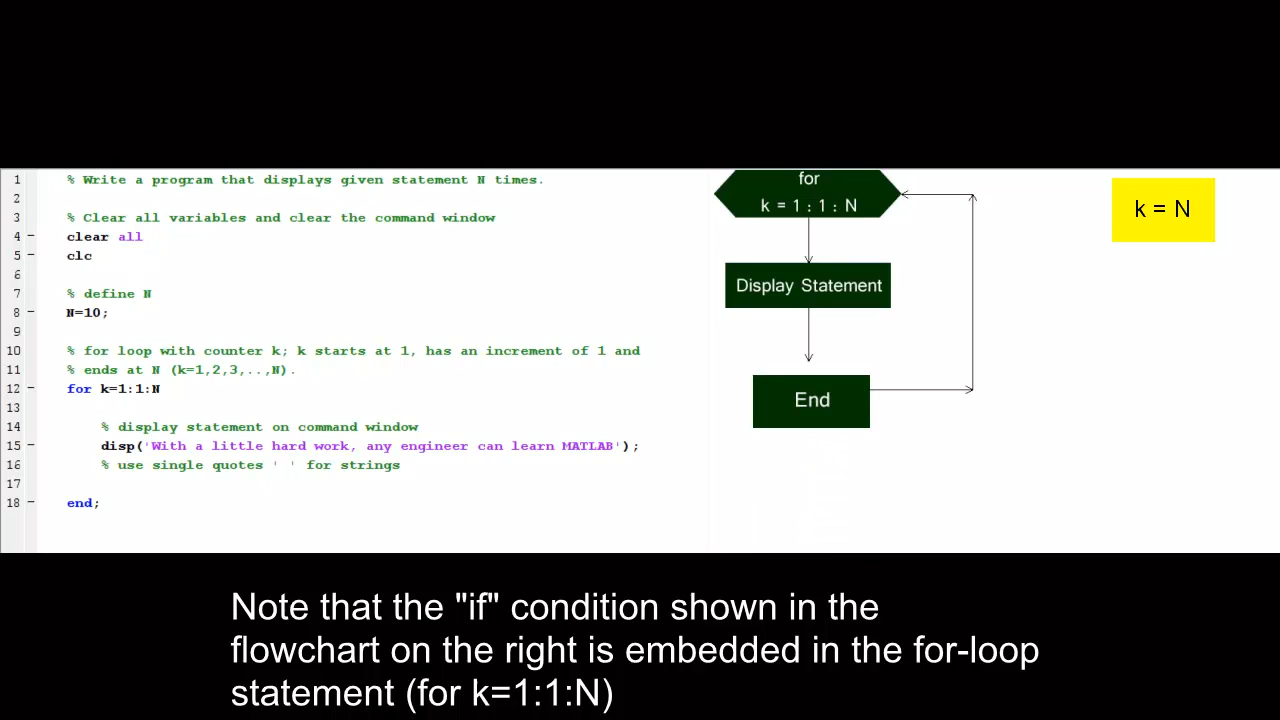 1 % Write a program that displays given statement N times.
2
3 % Clear all variables and clear the command window
4 - clear all
5 - clc
6
7 % define N
8 - N=10;
9
10 % for loop with counter k; k starts at 1, has an increment of 1 and
11 % ends at N (k=1,2,3,..,N).
12 - for k=1:1:N
13
14 % display statement on command window
15 - disp('With a little hard work, any engineer can learn MATLAB');
16 % use single quotes ' ' for strings
17
18 - end;
for
k = 1 : 1 : N
Display Statement
End
k = N
Note that the "if" condition shown in the
flowchart on the right is embedded in the for-loop
statement (for k=1:1:N)